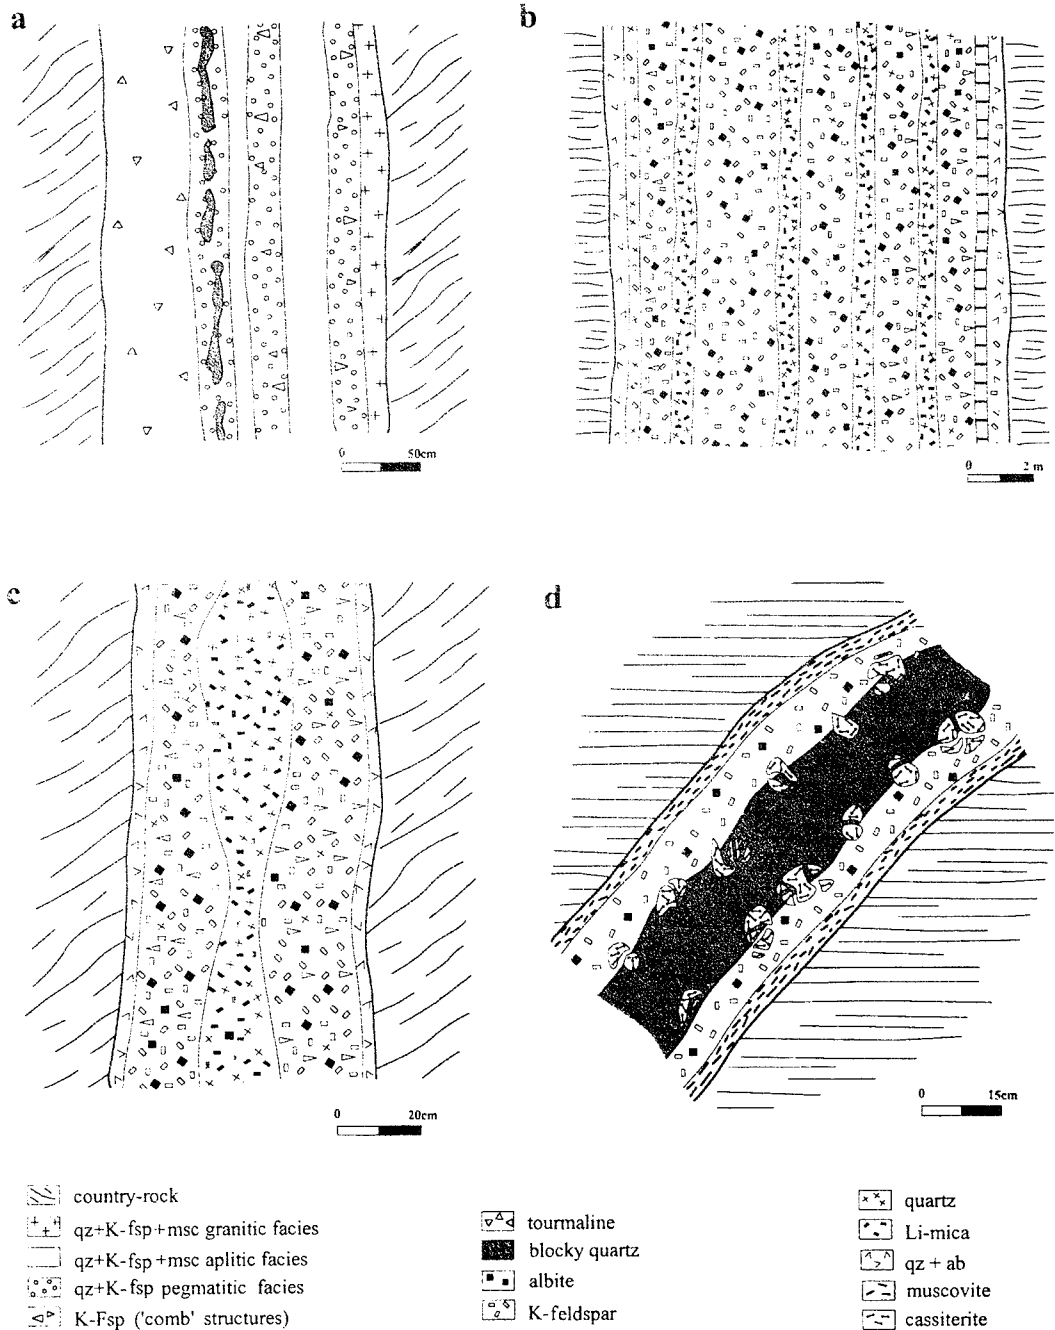 a
b
0 50cm
0 2 m
c
d
0 20cm
0 15cm
country-rock
qz+K-fsp+msc granitic facies
qz+K-fsp+msc aplitic facies
qz+K-fsp pegmatitic facies
K-Fsp ('comb' structures)
tourmaline
blocky quartz
albite
K-feldspar
quartz
Li-mica
qz + ab
muscovite
cassiterite